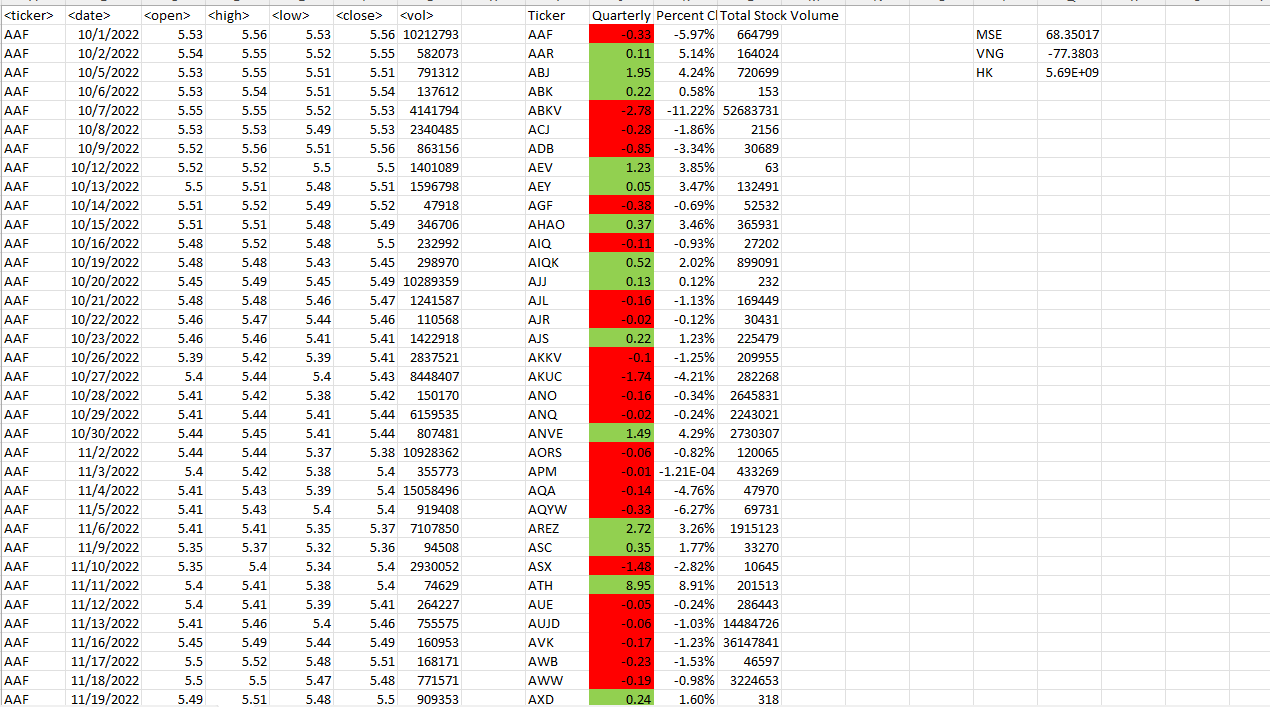 <ticker> <date> <open> <high> <low> <close> <vol> Ticker Quarterly Percent Cl Total Stock Volume
AAF 10/1/2022 5.53 5.56 5.53 5.56 10212793 AAF -0.33 -5.97% 664799 MSE 68.35017
AAF 10/2/2022 5.54 5.55 5.52 5.55 582073 AAR 0.11 5.14% 164024 VNG -77.3803
AAF 10/5/2022 5.53 5.55 5.51 5.51 791312 ABJ 1.95 4.24% 720699 HK 5.69E+09
AAF 10/6/2022 5.53 5.54 5.51 5.54 137612 ABK 0.22 0.58% 153
AAF 10/7/2022 5.55 5.55 5.52 5.53 4141794 ABKV -2.78 -11.22% 52683731
AAF 10/8/2022 5.53 5.53 5.49 5.53 2340485 ACJ -0.28 -1.86% 2156
AAF 10/9/2022 5.52 5.56 5.51 5.56 863156 ADB -0.85 -3.34% 30689
AAF 10/12/2022 5.52 5.52 5.5 5.5 1401089 AEV 1.23 3.85% 63
AAF 10/13/2022 5.5 5.51 5.48 5.51 1596798 AEY 0.05 3.47% 132491
AAF 10/14/2022 5.51 5.52 5.49 5.52 47918 AGF -0.38 -0.69% 52532
AAF 10/15/2022 5.51 5.51 5.48 5.49 346706 AHAO 0.37 3.46% 365931
AAF 10/16/2022 5.48 5.52 5.48 5.5 232992 AIQ -0.11 -0.93% 27202
AAF 10/19/2022 5.48 5.48 5.43 5.45 298970 AIQK 0.52 2.02% 899091
AAF 10/20/2022 5.45 5.49 5.45 5.49 10289359 AJJ 0.13 0.12% 232
AAF 10/21/2022 5.48 5.48 5.46 5.47 1241587 AJL -0.16 -1.13% 169449
AAF 10/22/2022 5.46 5.47 5.44 5.46 110568 AJR -0.02 -0.12% 30431
AAF 10/23/2022 5.46 5.46 5.41 5.41 1422918 AJS 0.22 1.23% 225479
AAF 10/26/2022 5.39 5.42 5.39 5.41 2837521 AKKV -0.1 -1.25% 209955
AAF 10/27/2022 5.4 5.44 5.4 5.43 8448407 AKUC -1.74 -4.21% 282268
AAF 10/28/2022 5.41 5.42 5.38 5.42 150170 ANO -0.16 -0.34% 2645831
AAF 10/29/2022 5.41 5.44 5.41 5.44 6159535 ANQ -0.02 -0.24% 2243021
AAF 10/30/2022 5.44 5.45 5.41 5.44 807481 ANVE 1.49 4.29% 2730307
AAF 11/2/2022 5.44 5.44 5.37 5.38 10928362 AORS -0.06 -0.82% 120065
AAF 11/3/2022 5.4 5.42 5.38 5.4 355773 APM -0.01 -1.21E-04 433269
AAF 11/4/2022 5.41 5.43 5.39 5.4 15058496 AQA -0.14 -4.76% 47970
AAF 11/5/2022 5.41 5.43 5.4 5.4 919408 AQYW -0.33 -6.27% 69731
AAF 11/6/2022 5.41 5.41 5.35 5.37 7107850 AREZ 2.72 3.26% 1915123
AAF 11/9/2022 5.35 5.37 5.32 5.36 94508 ASC 0.35 1.77% 33270
AAF 11/10/2022 5.35 5.4 5.34 5.4 2930052 ASX -1.48 -2.82% 10645
AAF 11/11/2022 5.4 5.41 5.38 5.4 74629 ATH 8.95 8.91% 201513
AAF 11/12/2022 5.4 5.41 5.39 5.41 264227 AUE -0.05 -0.24% 286443
AAF 11/13/2022 5.41 5.46 5.4 5.46 755575 AUJD -0.06 -1.03% 14484726
AAF 11/16/2022 5.45 5.49 5.44 5.49 160953 AVK -0.17 -1.23% 36147841
AAF 11/17/2022 5.5 5.52 5.48 5.51 168171 AWB -0.23 -1.53% 46597
AAF 11/18/2022 5.5 5.5 5.47 5.48 771571 AWW -0.19 -0.98% 3224653
AAF 11/19/2022 5.49 5.51 5.48 5.5 909353 AXD 0.24 1.60% 318